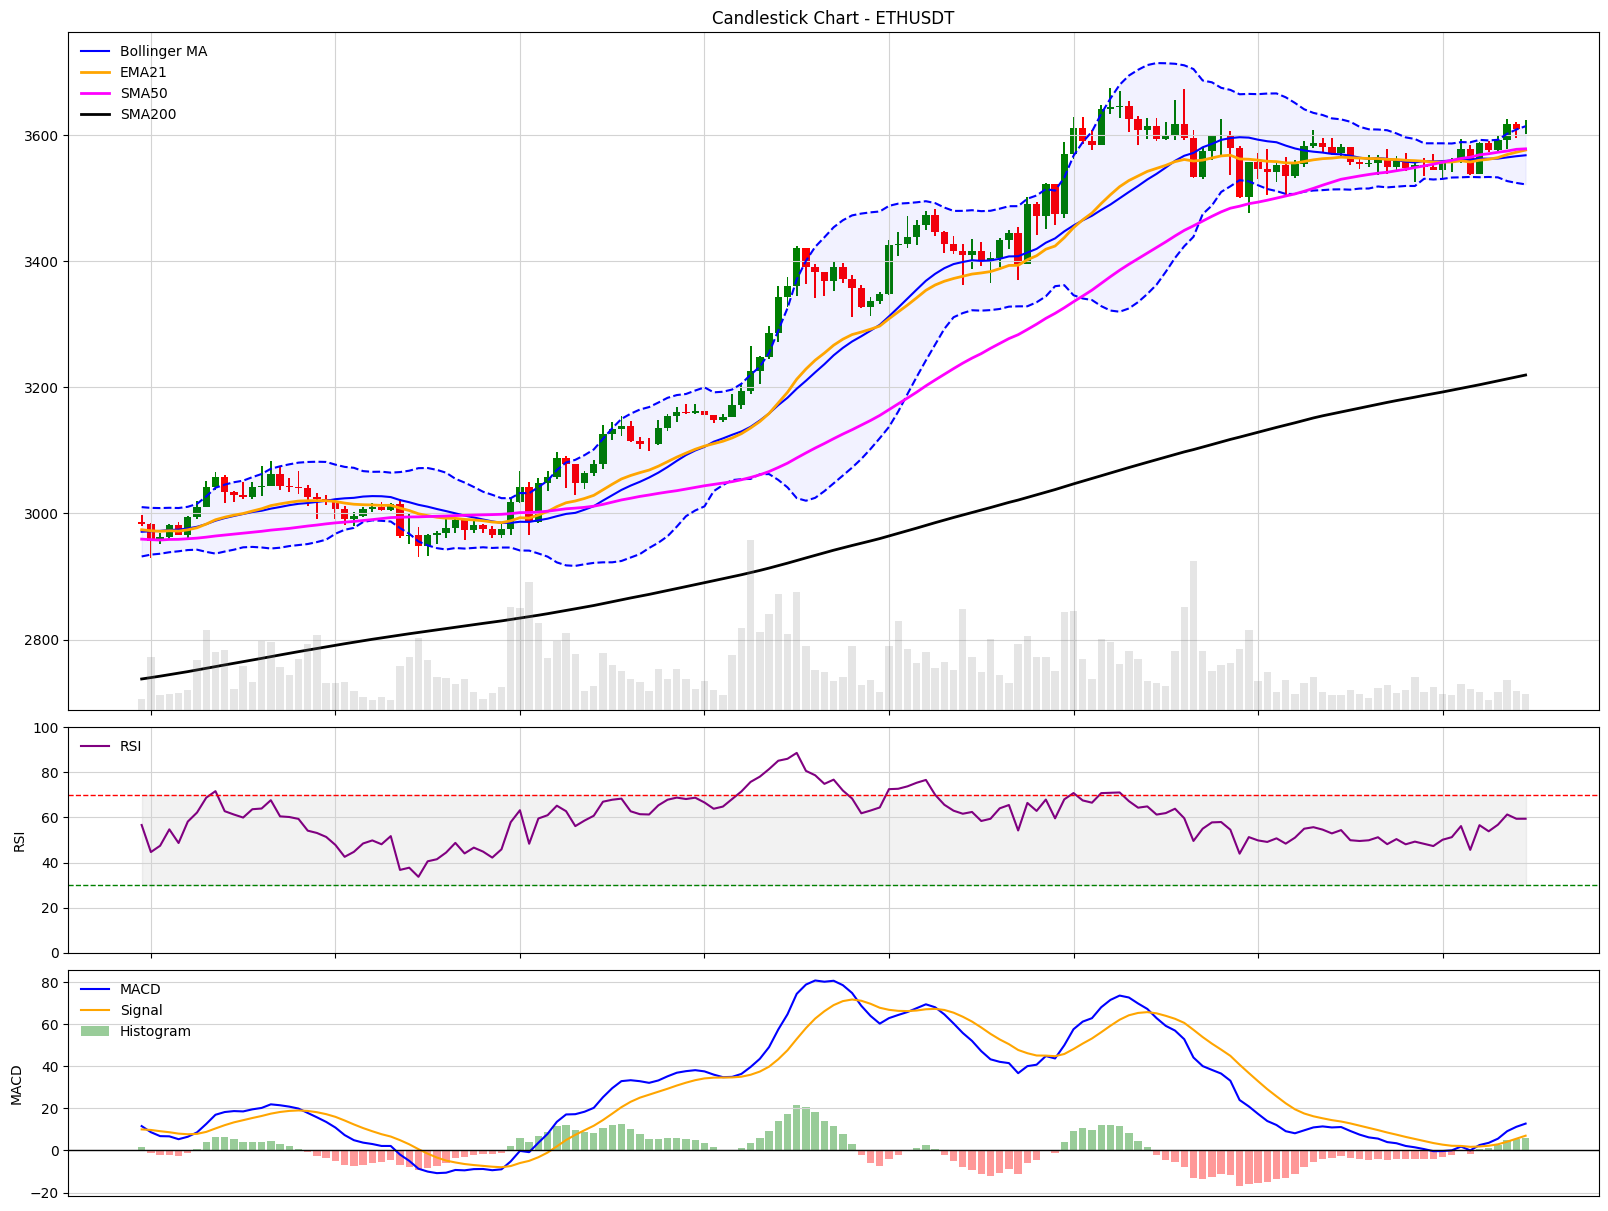 Candlestick Chart - ETHUSDT
Bollinger MA
EMA21
SMA50
SMA200
3600
3400
3200
3000
2800
100
80
60
40
20
0
RSI
RSI
80
60
40
20
0
−20
MACD
MACD
Signal
Histogram